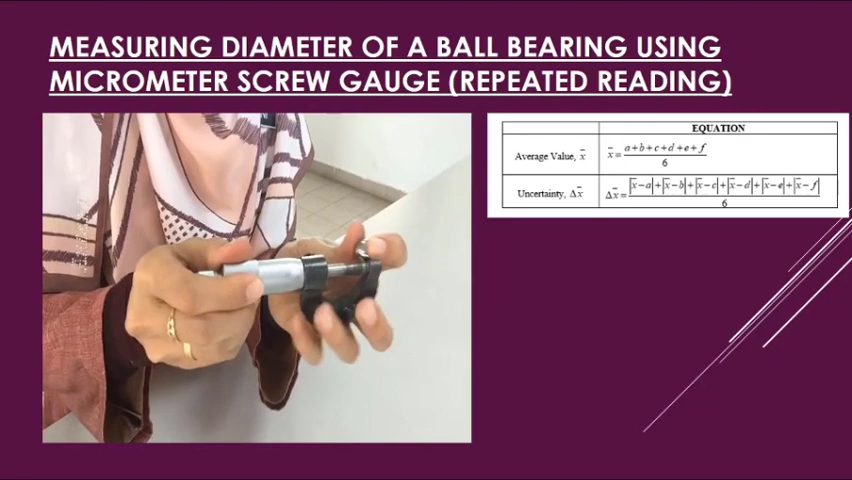 MEASURING DIAMETER OF A BALL BEARING USING
MICROMETER SCREW GAUGE (REPEATED READING)
EQUATION
Average Value, x̄
x̄ = a+b+c+d+e+f
6
Uncertainty, Δx̄
Δx̄ = |x̄−a|+|x̄−b|+|x̄−c|+|x̄−d|+|x̄−e|+|x̄−f|
6